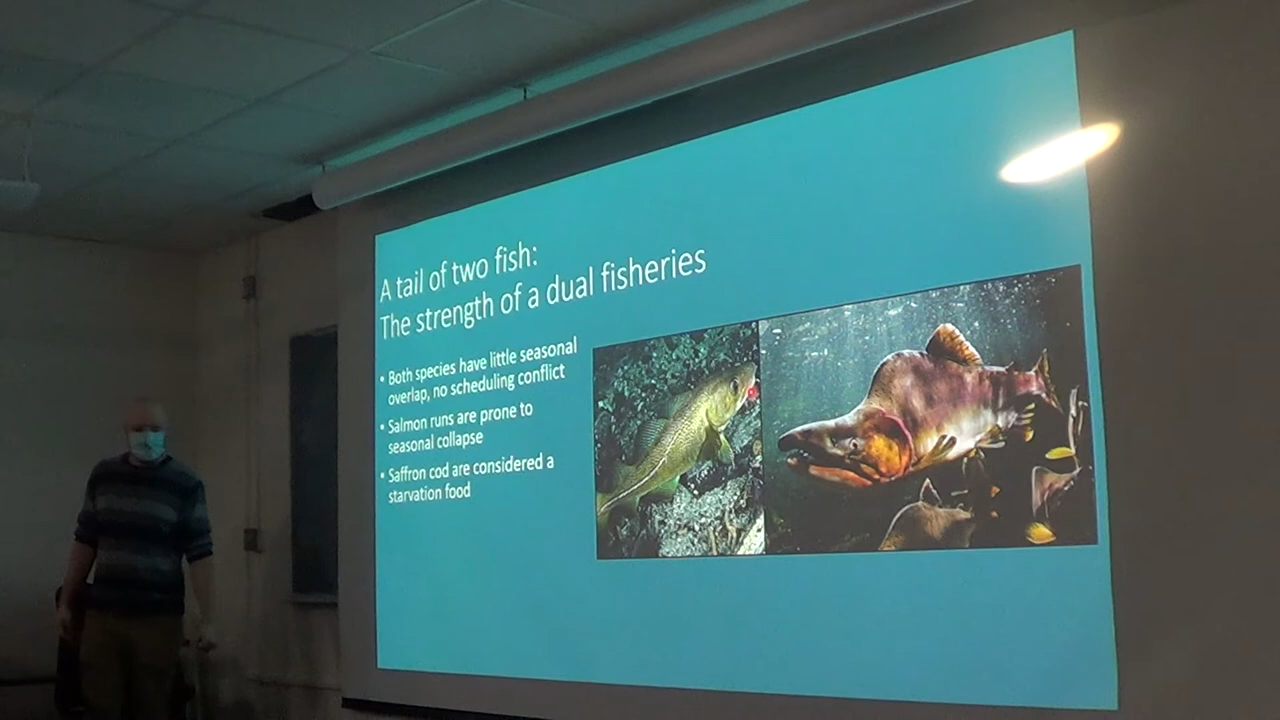 A tail of two fish:
The strength of a dual fisheries
• Both species have little seasonal
overlap, no scheduling conflict
• Salmon runs are prone to
seasonal collapse
• Saffron cod are considered a
starvation food